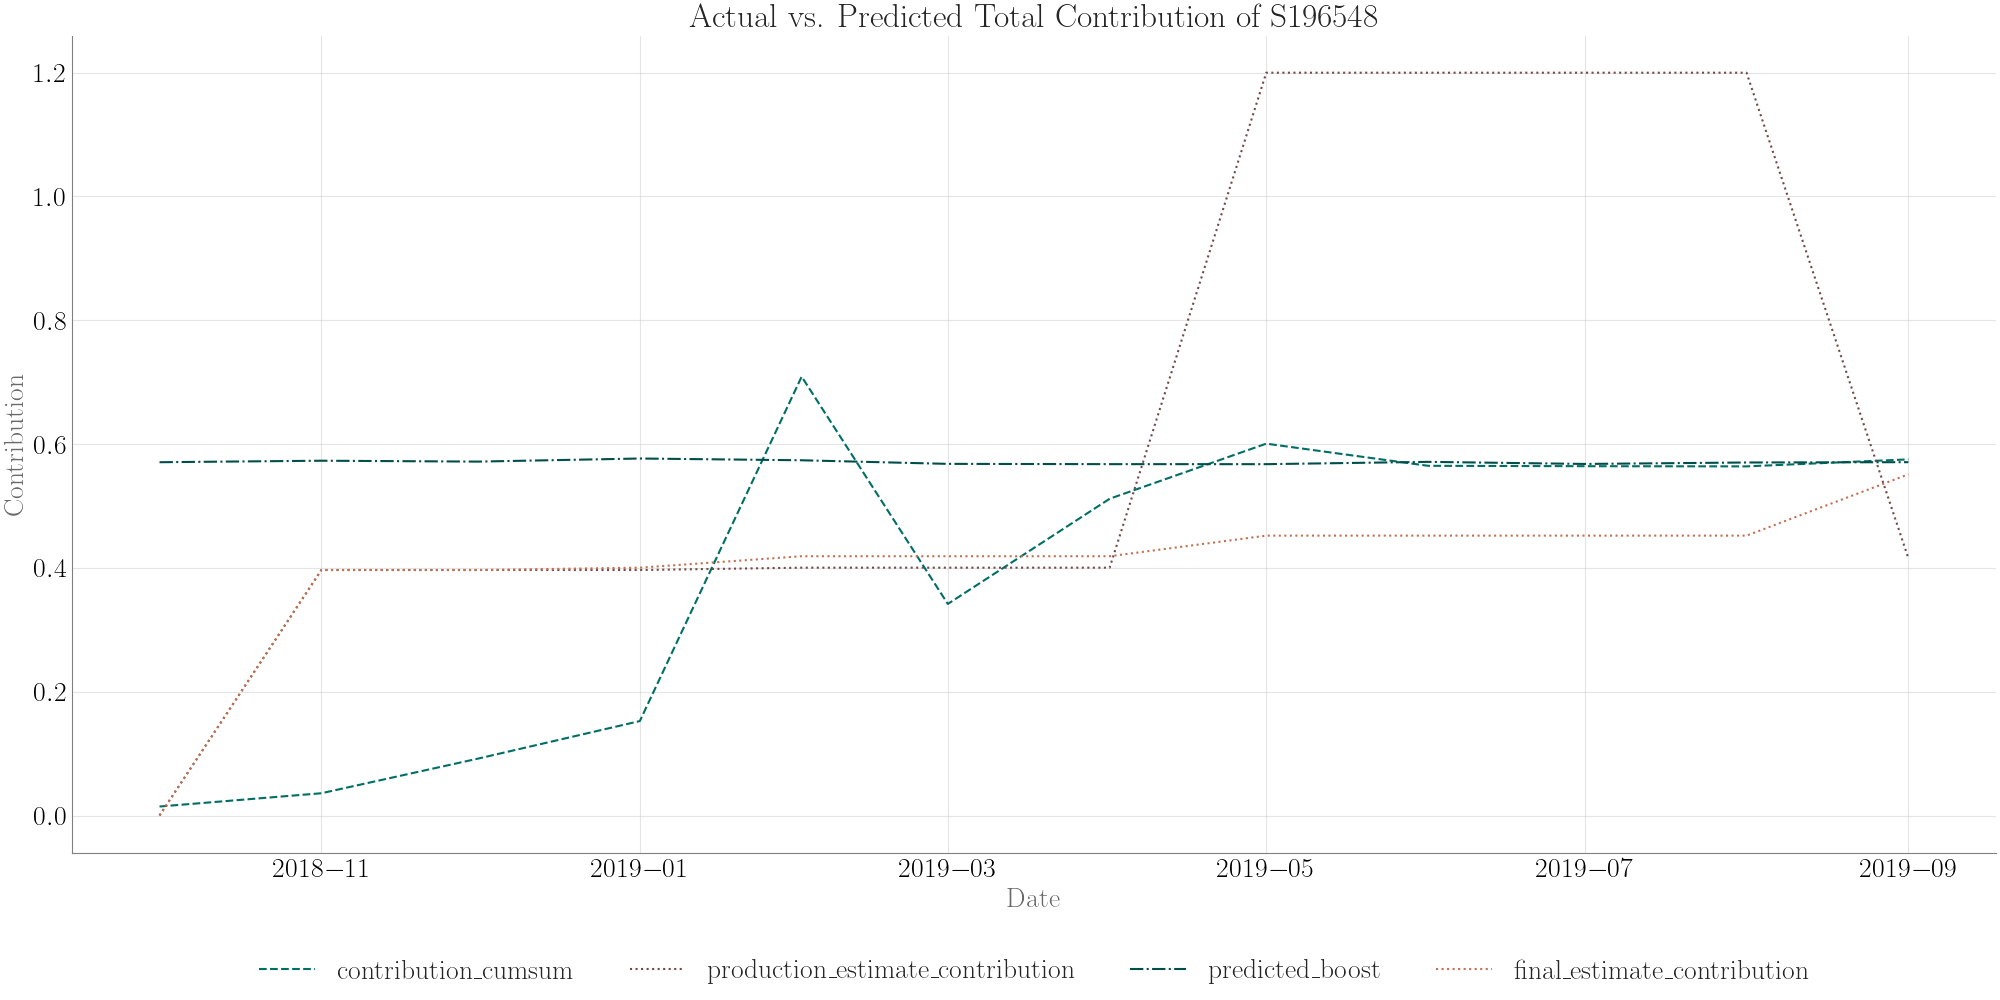 Actual vs. Predicted Total Contribution of S196548
1.2
1.0
0.8
0.6
0.4
0.2
0.0
Contribution
2018–11
2019–01
2019–03
2019–05
2019–07
2019–09
Date
contribution_cumsum
production_estimate_contribution
predicted_boost
final_estimate_contribution